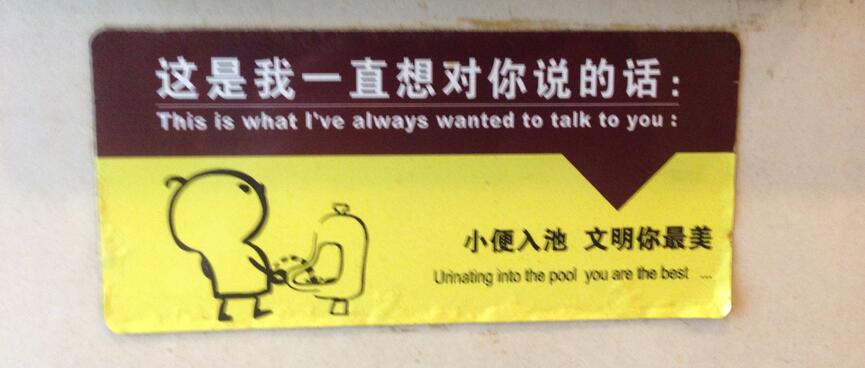 这是我一直想对你说的话：
This is what I've always wanted to talk to you :
小便入池 文明你最美
Urinating into the pool you are the best ...